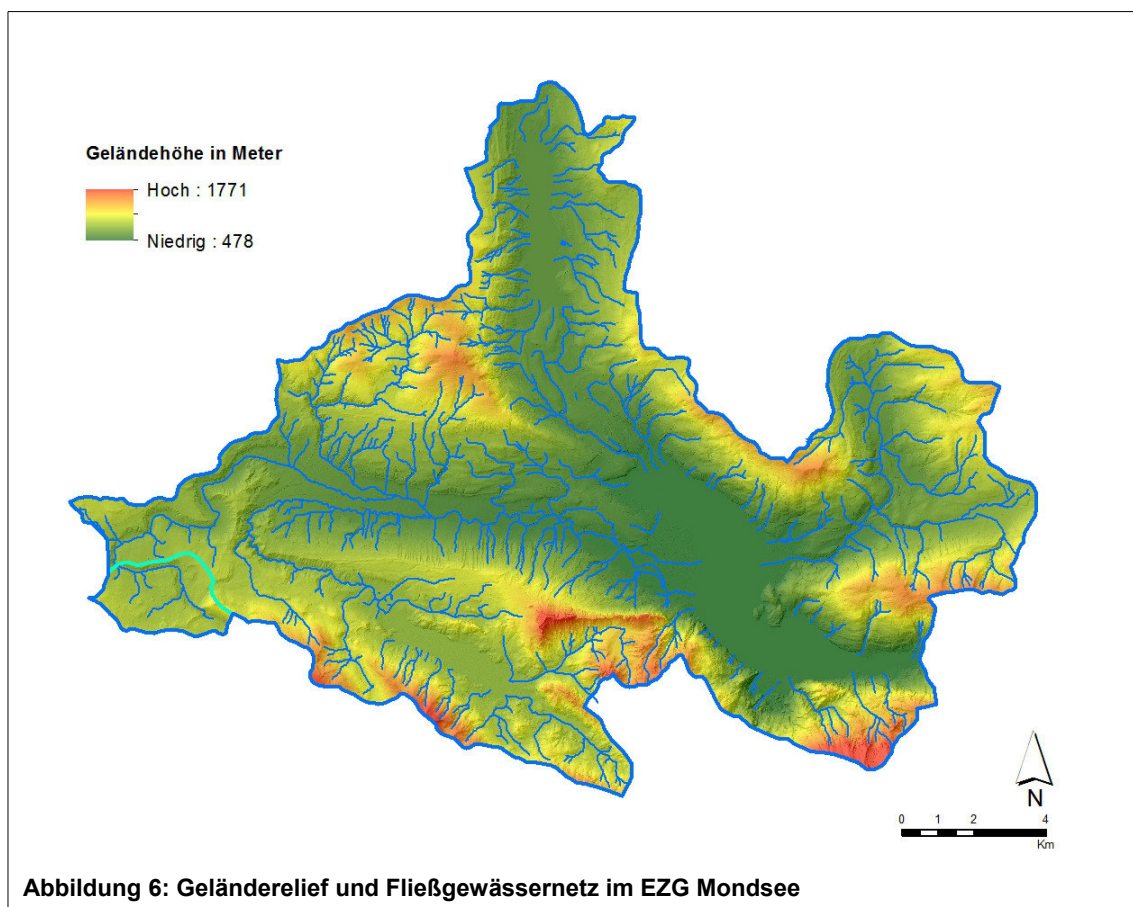 Geländehöhe in Meter
Hoch : 1771
Niedrig : 478
N
0 1 2 4
Km
Abbildung 6: Geländerelief und Fließgewässernetz im EZG Mondsee